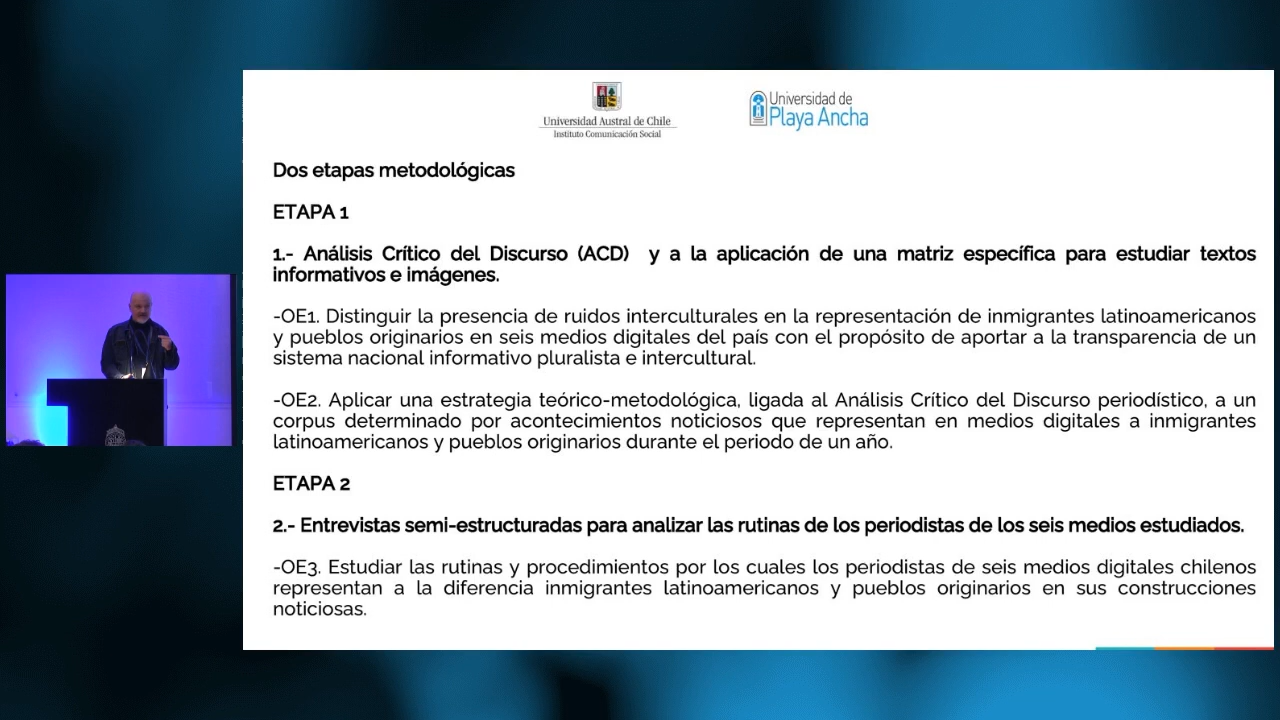 Universidad Austral de Chile
Instituto Comunicación Social
Universidad de
Playa Ancha
Dos etapas metodológicas
ETAPA 1
1.- Análisis Crítico del Discurso (ACD) y a la aplicación de una matriz específica para estudiar textos
informativos e imágenes.
-OE1. Distinguir la presencia de ruidos interculturales en la representación de inmigrantes latinoamericanos
y pueblos originarios en seis medios digitales del país con el propósito de aportar a la transparencia de un
sistema nacional informativo pluralista e intercultural.
-OE2. Aplicar una estrategia teórico-metodológica, ligada al Análisis Crítico del Discurso periodístico, a un
corpus determinado por acontecimientos noticiosos que representan en medios digitales a inmigrantes
latinoamericanos y pueblos originarios durante el periodo de un año.
ETAPA 2
2.- Entrevistas semi-estructuradas para analizar las rutinas de los periodistas de los seis medios estudiados.
-OE3. Estudiar las rutinas y procedimientos por los cuales los periodistas de seis medios digitales chilenos
representan a la diferencia inmigrantes latinoamericanos y pueblos originarios en sus construcciones
noticiosas.